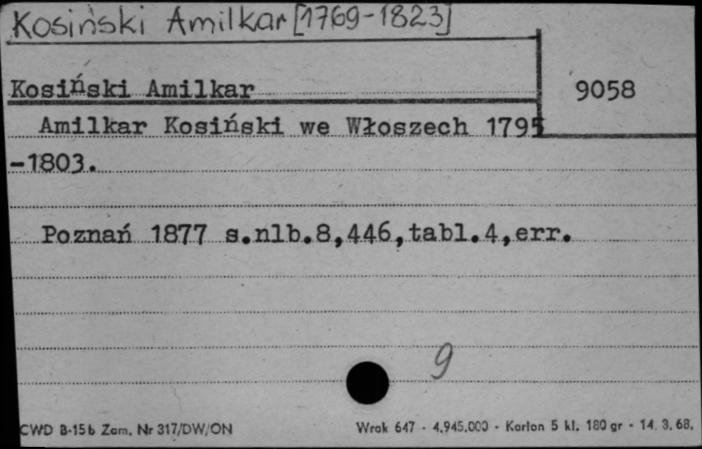 Kosiński Amilkar [1769-1823]
Kosiński Amilkar
9058
Amilkar Kosiński we Włoszech 1795
-1803.
Poznań 1877 s.nlb.8,446,tabl.4,err.
9
CWD B-15b Zam. Nr 317/DW/ON
Wrak 647 - 4.945.000 - Karton 5 kl. 180 gr - 14. 3. 68.